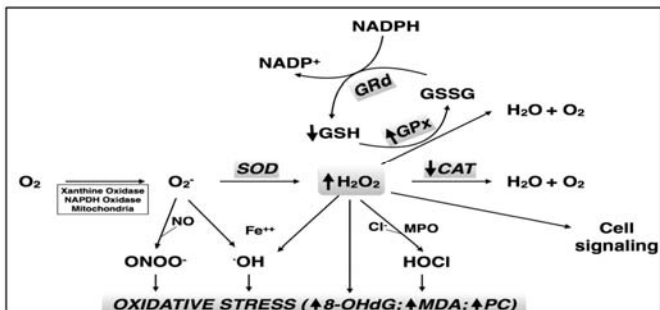 NADPH
NADP+
GRd
GSSG
↓GSH
↑GPx
H₂O + O₂
O₂
Xanthine Oxidase
NAPDH Oxidase
Mitochondria
O₂⁻
SOD
↑H₂O₂
↓CAT
H₂O + O₂
NO
Fe⁺⁺
Cl⁻
MPO
Cell
signaling
ONOO⁻
·OH
HOCl
OXIDATIVE STRESS (↑8-OHdG;↑MDA;↑PC)